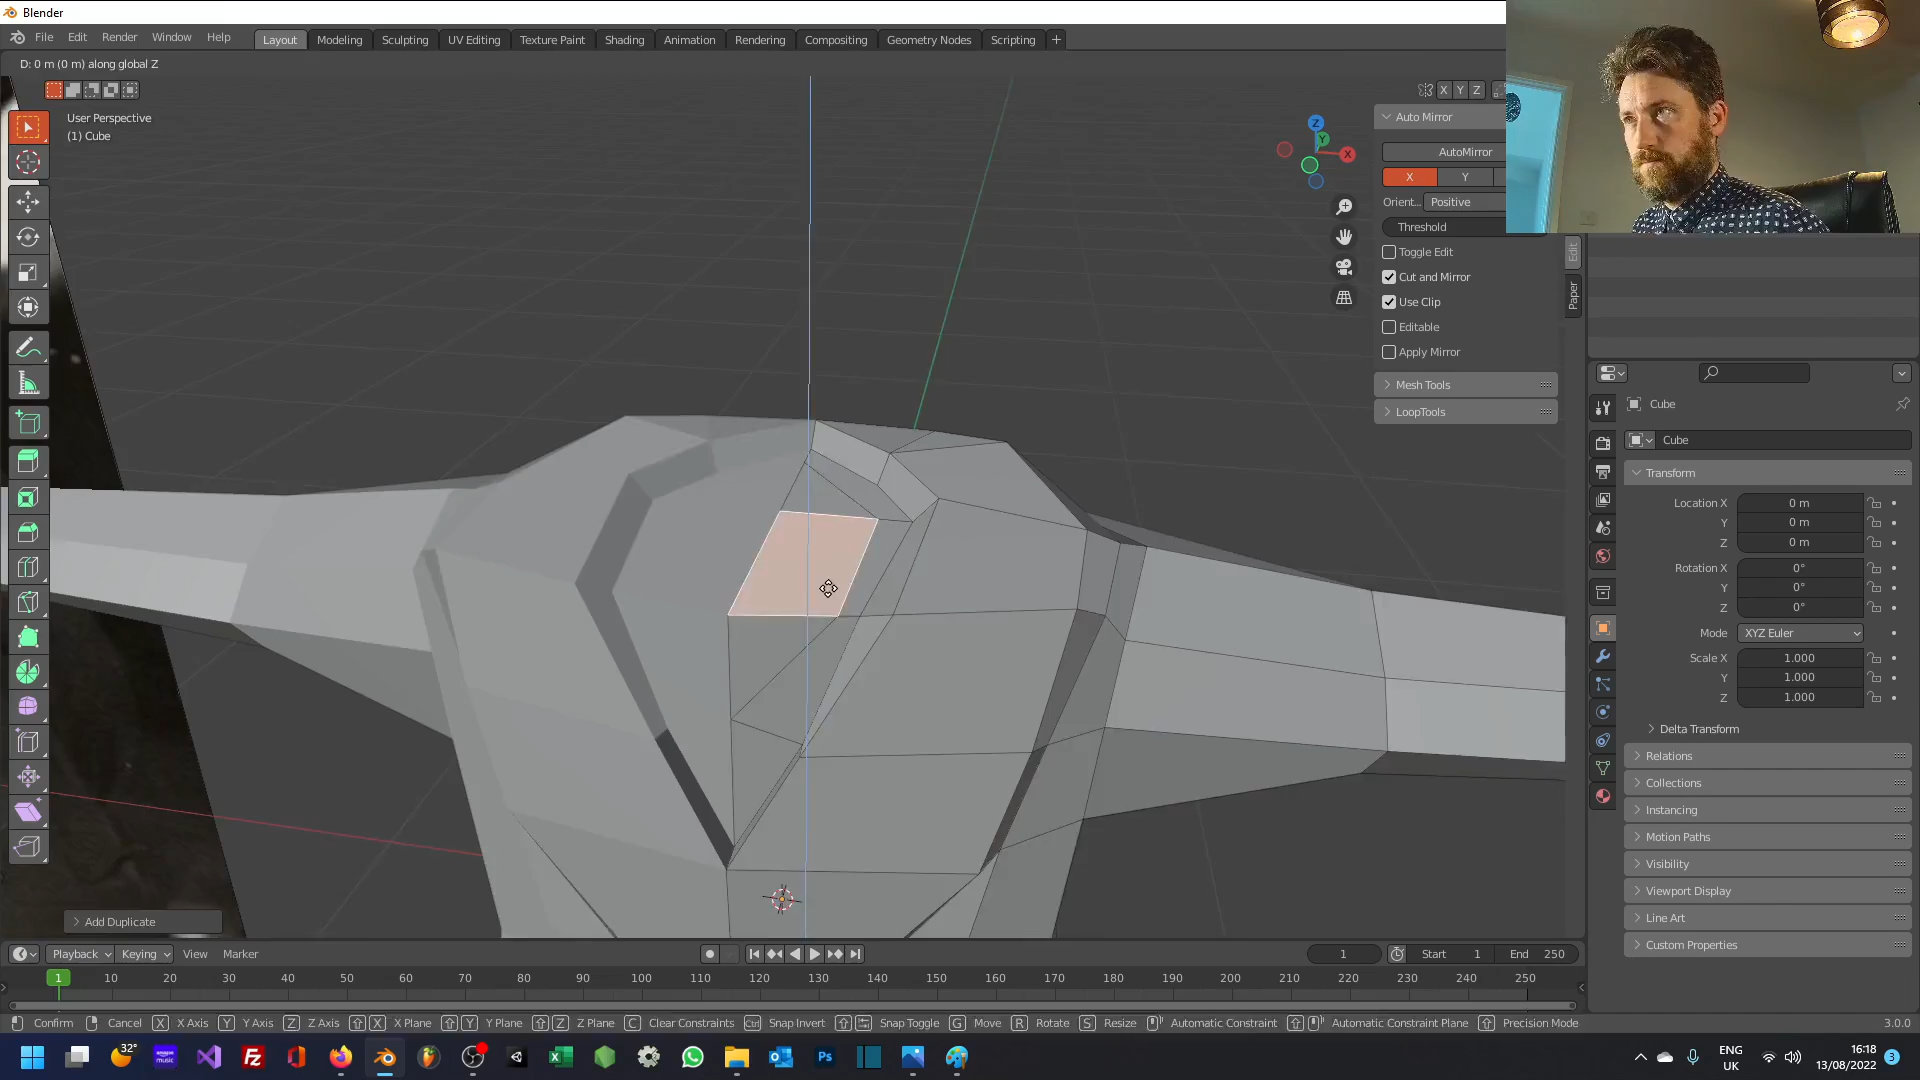 Blender
File Edit Render Window Help Layout Modeling Sculpting UV Editing Texture Paint Shading Animation Rendering Compositing Geometry Nodes Scripting +
D: 0 m (0 m) along global Z
X Y Z
User Perspective
(1) Cube
Auto Mirror
AutoMirror
X Y
Orient... Positive
Threshold
Toggle Edit
Cut and Mirror
Use Clip
Editable
Apply Mirror
Mesh Tools
LoopTools
Z
Y
X
Edit
Paper
Cube
Cube
Transform
Location X 0 m
Y 0 m
Z 0 m
Rotation X 0°
Y 0°
Z 0°
Mode XYZ Euler
Scale X 1.000
Y 1.000
Z 1.000
Delta Transform
Relations
Collections
Instancing
Motion Paths
Visibility
Viewport Display
Line Art
Custom Properties
Add Duplicate
Playback Keying View Marker 1 Start 1 End 250
1 10 20 30 40 50 60 70 80 90 100 110 120 130 140 150 160 170 180 190 200 210 220 230 240 250
Confirm Cancel X X Axis Y Y Axis Z Z Axis X X Plane Y Y Plane Z Z Plane C Clear Constraints Ctrl Snap Invert Snap Toggle G Move R Rotate S Resize Automatic Constraint Automatic Constraint Plane Precision Mode 3.0.0
32° amazon music Fz Ps ENG UK 16:18 13/08/2022 3